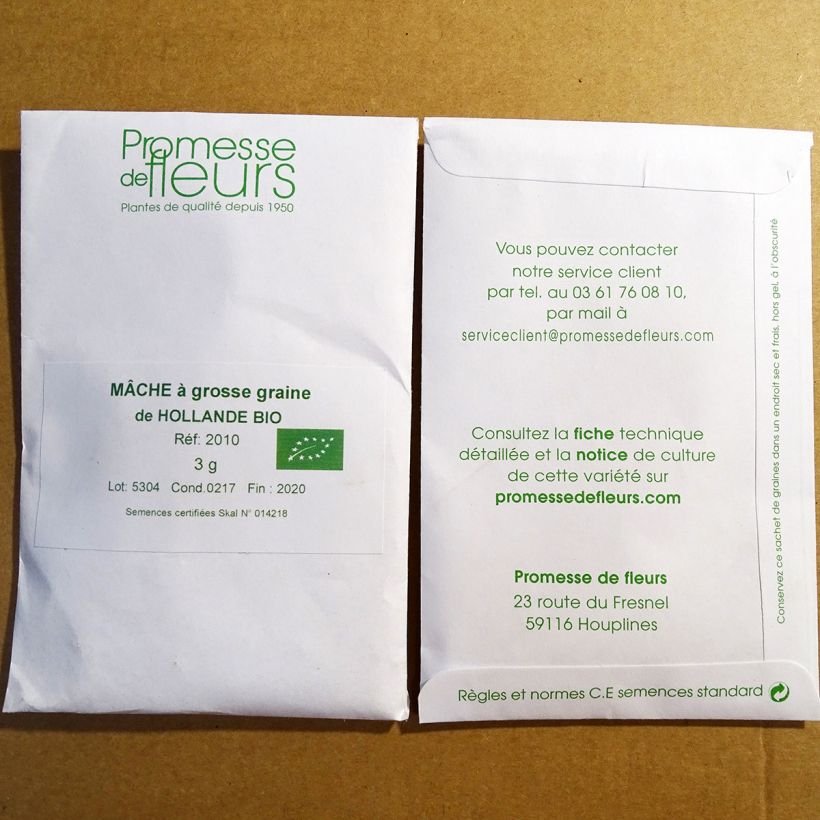 Promesse
de fleurs
Plantes de qualité depuis 1950
MÂCHE à grosse graine
de HOLLANDE BIO
Réf: 2010
3 g
Lot: 5304 Cond.0217 Fin : 2020
Semences certifiées Skal N° 014218
Vous pouvez contacter
notre service client
par tel. au 03 61 76 08 10,
par mail à
serviceclient@promessedefleurs.com
Consultez la fiche technique
détaillée et la notice de culture
de cette variété sur
promessedefleurs.com
Promesse de fleurs
23 route du Fresnel
59116 Houplines
Règles et normes C.E semences standard
Conservez ce sachet de graines dans un endroit sec et frais, hors gel, à l'obscurité